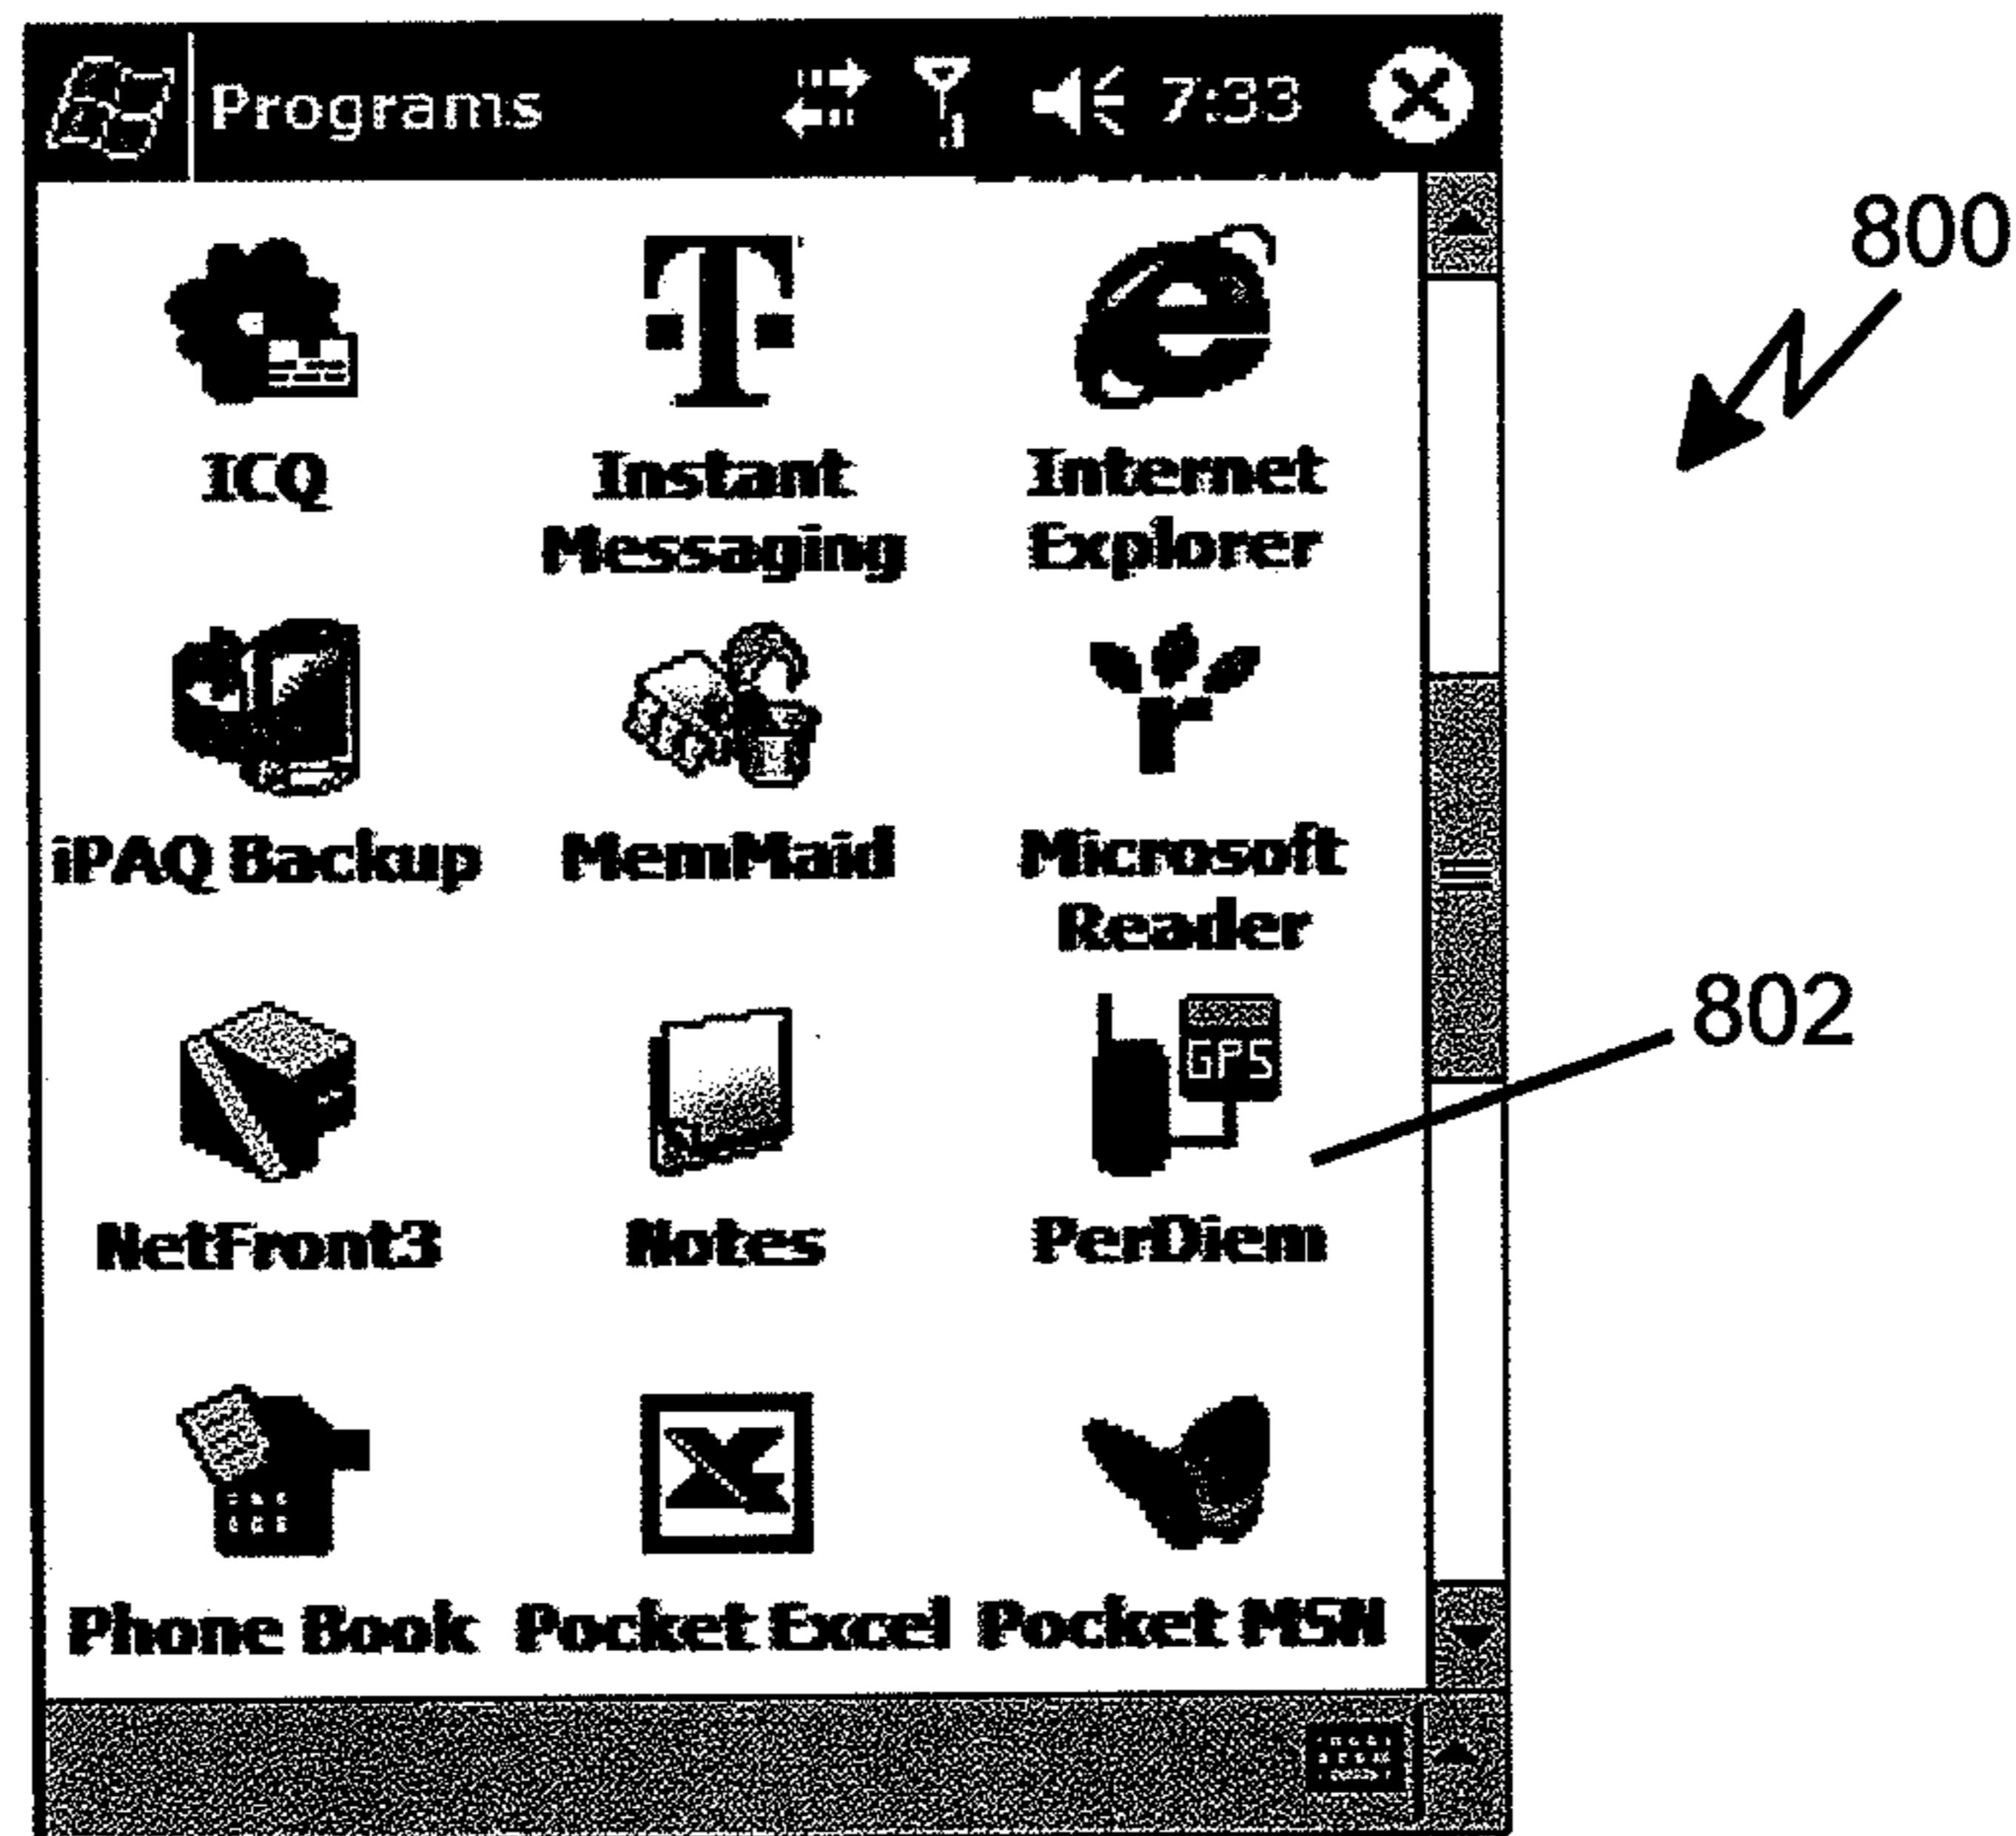 Programs 7:33
800
ICQ Instant Messaging Internet Explorer
iPAQ Backup MemMaid Microsoft Reader
802
GPS
NetFront3 Notes PerDiem
Phone Book Pocket Excel Pocket MSN